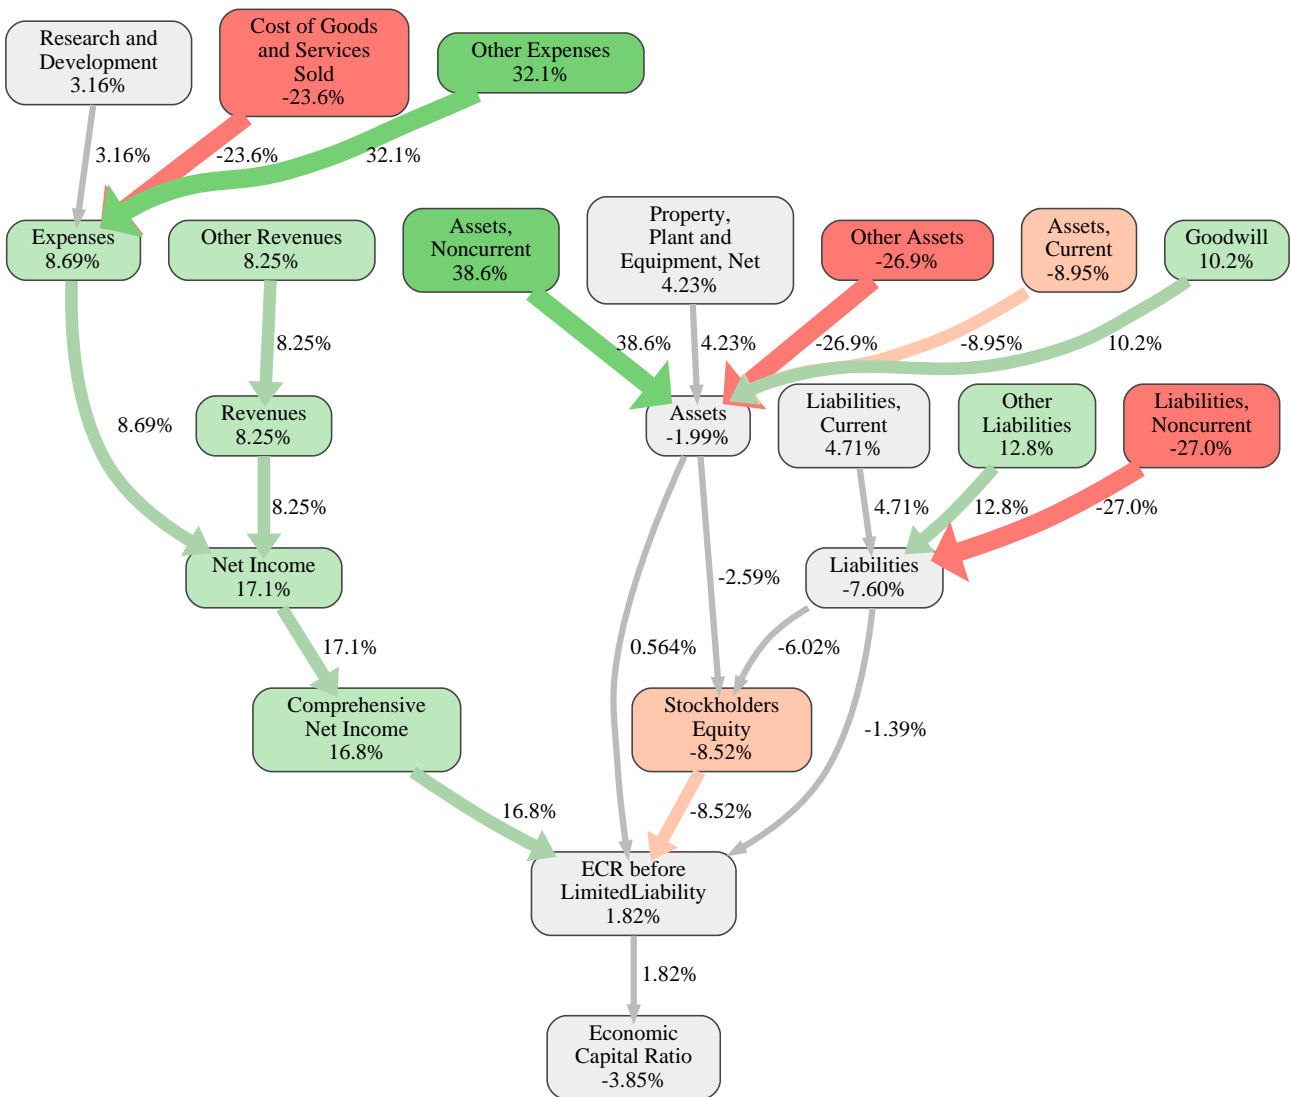 Research and
Development
3.16%
Cost of Goods
and Services
Sold
-23.6%
Other Expenses
32.1%
3.16%
-23.6%
32.1%
Expenses
8.69%
Other Revenues
8.25%
Assets,
Noncurrent
38.6%
Property,
Plant and
Equipment, Net
4.23%
Other Assets
-26.9%
Assets,
Current
-8.95%
Goodwill
10.2%
8.25%
38.6%
4.23%
-26.9%
-8.95%
10.2%
8.69%
Revenues
8.25%
Assets
-1.99%
Liabilities,
Current
4.71%
Other
Liabilities
12.8%
Liabilities,
Noncurrent
-27.0%
8.25%
4.71%
12.8%
-27.0%
Net Income
17.1%
-2.59%
Liabilities
-7.60%
17.1%
0.564%
-6.02%
Comprehensive
Net Income
16.8%
Stockholders
Equity
-8.52%
-1.39%
16.8%
-8.52%
ECR before
LimitedLiability
1.82%
1.82%
Economic
Capital Ratio
-3.85%